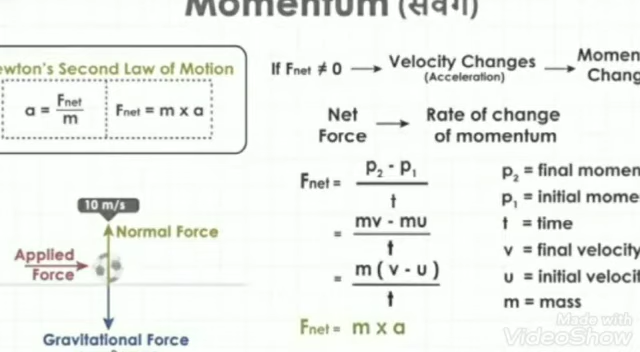 Momentum (संवेग)
ewton's Second Law of Motion
a = Fnet / m
Fnet = m x a
If Fnet ≠ 0 → Velocity Changes → Momen
(Acceleration) Chang
Net Force → Rate of change of momentum
Fnet = p₂ - p₁ / t
= mv - mu / t
= m ( v - u ) / t
Fnet = m x a
p₂ = final momen
p₁ = initial mome
t = time
v = final velocity
u = initial velocit
m = mass
10 m/s
Normal Force
Applied
Force
Gravitational Force
Made with
VideoShow